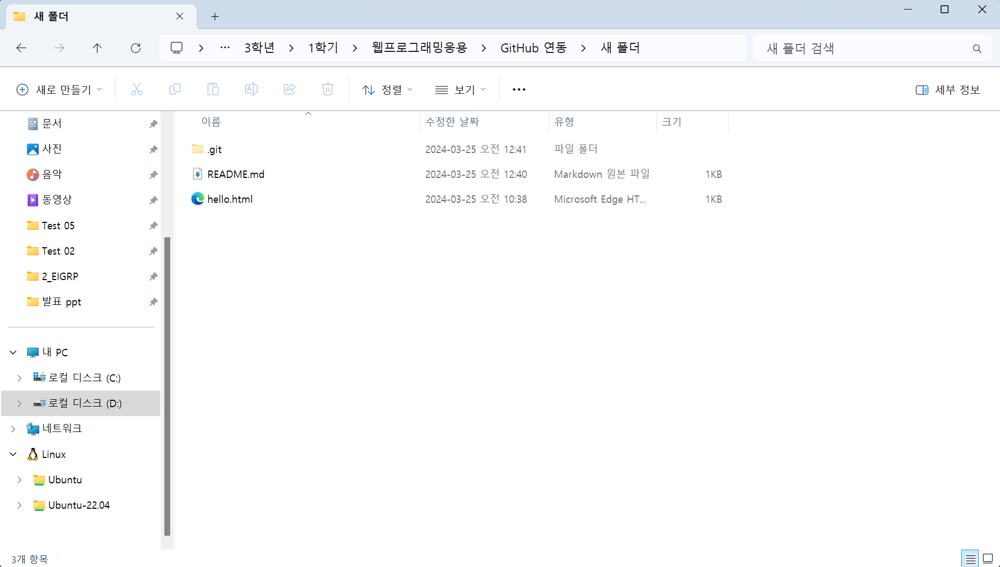 새 폴더
··· 3학년 1학기 웹프로그래밍응용 GitHub 연동 새 폴더
새 폴더 검색
새로 만들기 정렬 보기 ··· 세부 정보
문서
사진
음악
동영상
Test 05
Test 02
2_EIGRP
발표 ppt
내 PC
로컬 디스크 (C:)
로컬 디스크 (D:)
네트워크
Linux
Ubuntu
Ubuntu-22.04
이름 수정한 날짜 유형 크기
.git 2024-03-25 오전 12:41 파일 폴더
README.md 2024-03-25 오전 12:40 Markdown 원본 파일 1KB
hello.html 2024-03-25 오전 10:38 Microsoft Edge HT... 1KB
3개 항목